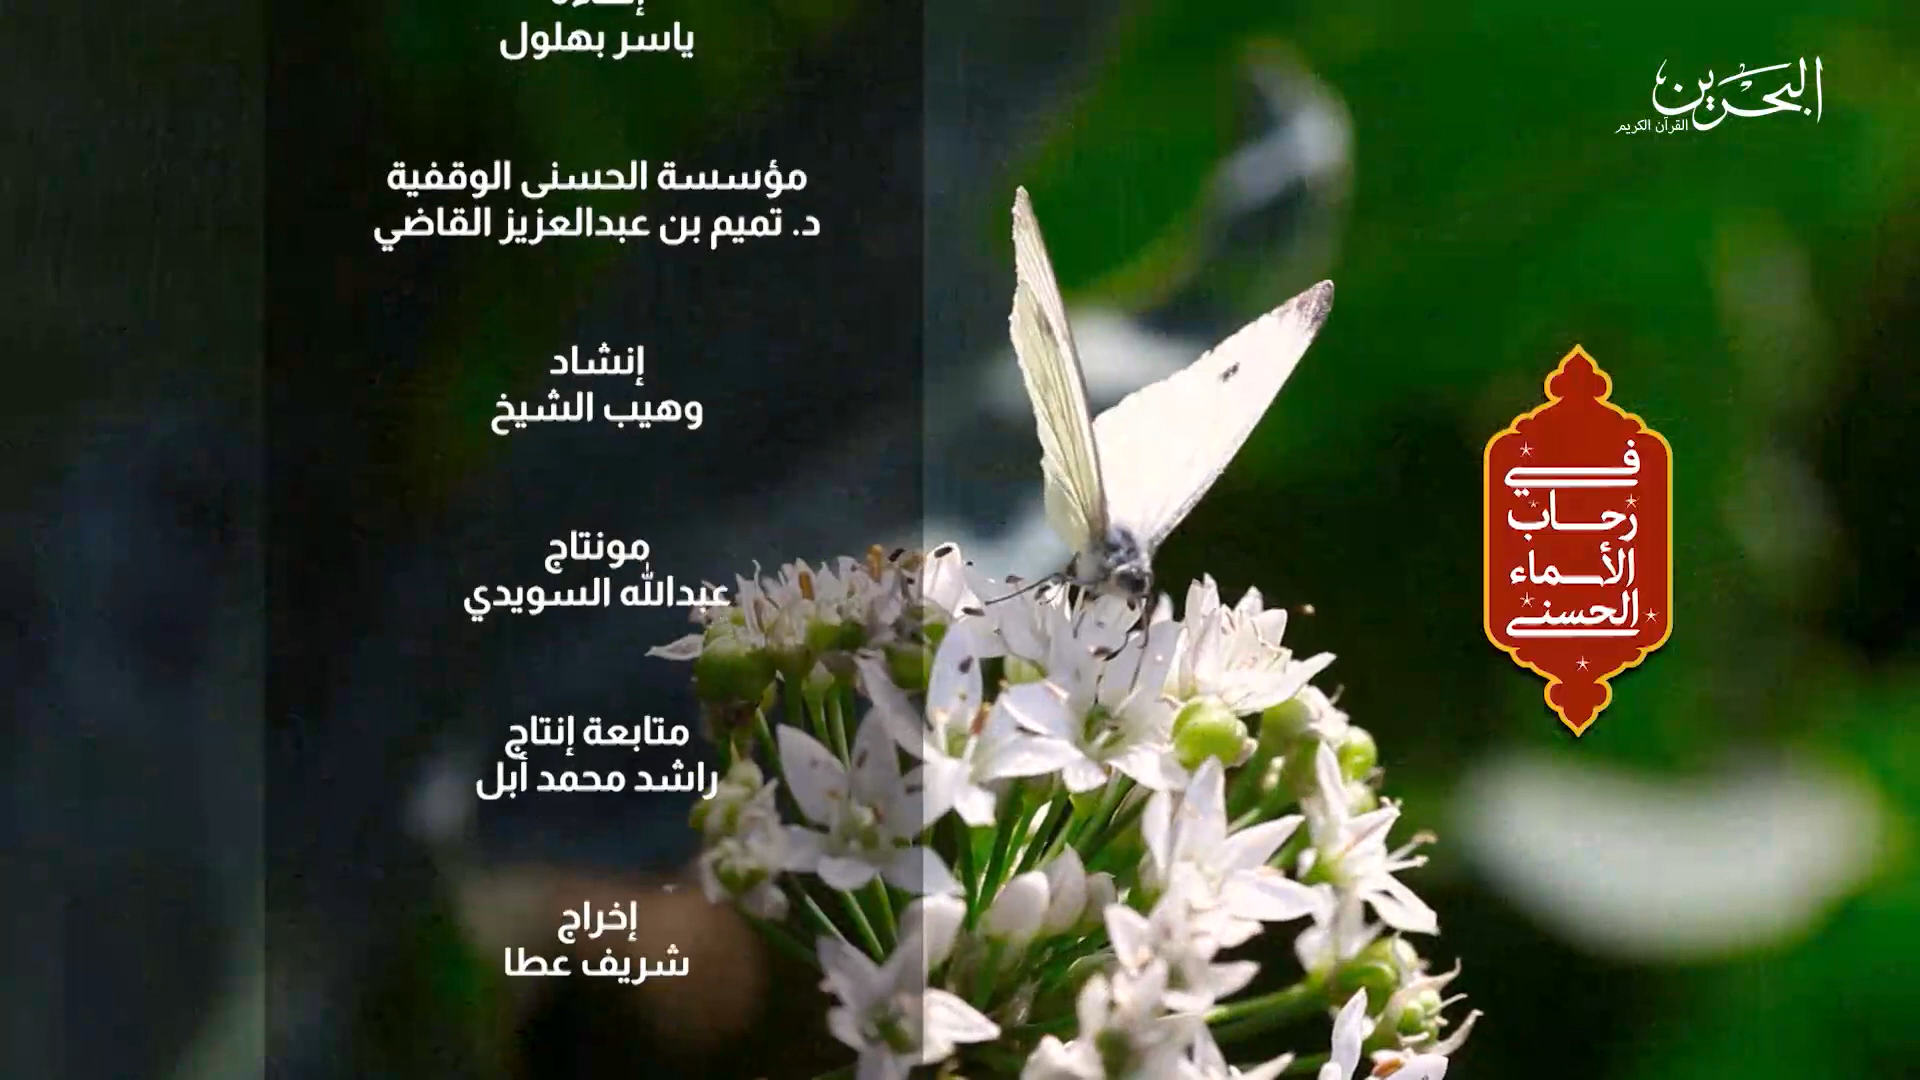 ياسر بهلول
مؤسسة الحسنى الوقفية
د. تميم بن عبدالعزيز القاضي
إنشاد
وهيب الشيخ
مونتاج
عبدالله السويدي
متابعة إنتاج
راشد محمد أبل
إخراج
شريف عطا
البحرين
القرآن الكريم
في
رحاب
الأسماء
الحسنى